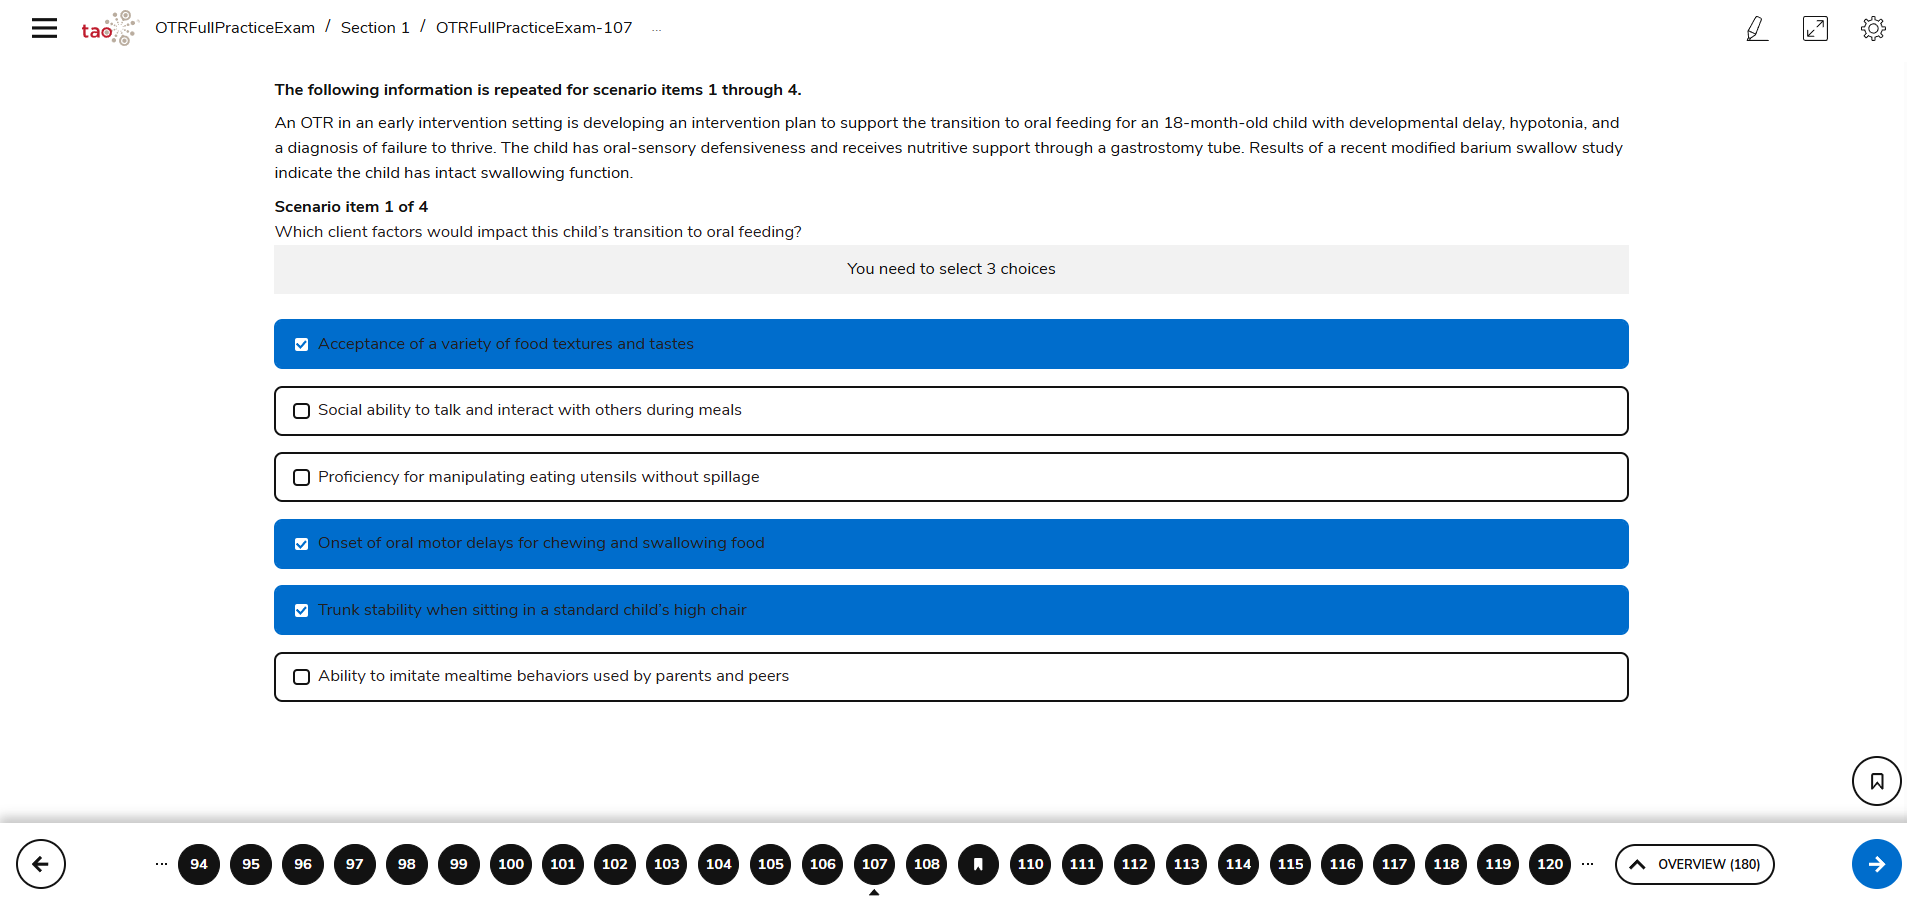 tao
OTRFullPracticeExam / Section 1 / OTRFullPracticeExam-107 ...
The following information is repeated for scenario items 1 through 4.
An OTR in an early intervention setting is developing an intervention plan to support the transition to oral feeding for an 18-month-old child with developmental delay, hypotonia, and
a diagnosis of failure to thrive. The child has oral-sensory defensiveness and receives nutritive support through a gastrostomy tube. Results of a recent modified barium swallow study
indicate the child has intact swallowing function.
Scenario item 1 of 4
Which client factors would impact this child's transition to oral feeding?
You need to select 3 choices
Acceptance of a variety of food textures and tastes
Social ability to talk and interact with others during meals
Proficiency for manipulating eating utensils without spillage
Onset of oral motor delays for chewing and swallowing food
Trunk stability when sitting in a standard child's high chair
Ability to imitate mealtime behaviors used by parents and peers
... 94 95 96 97 98 99 100 101 102 103 104 105 106 107 108 110 111 112 113 114 115 116 117 118 119 120 ... OVERVIEW (180)